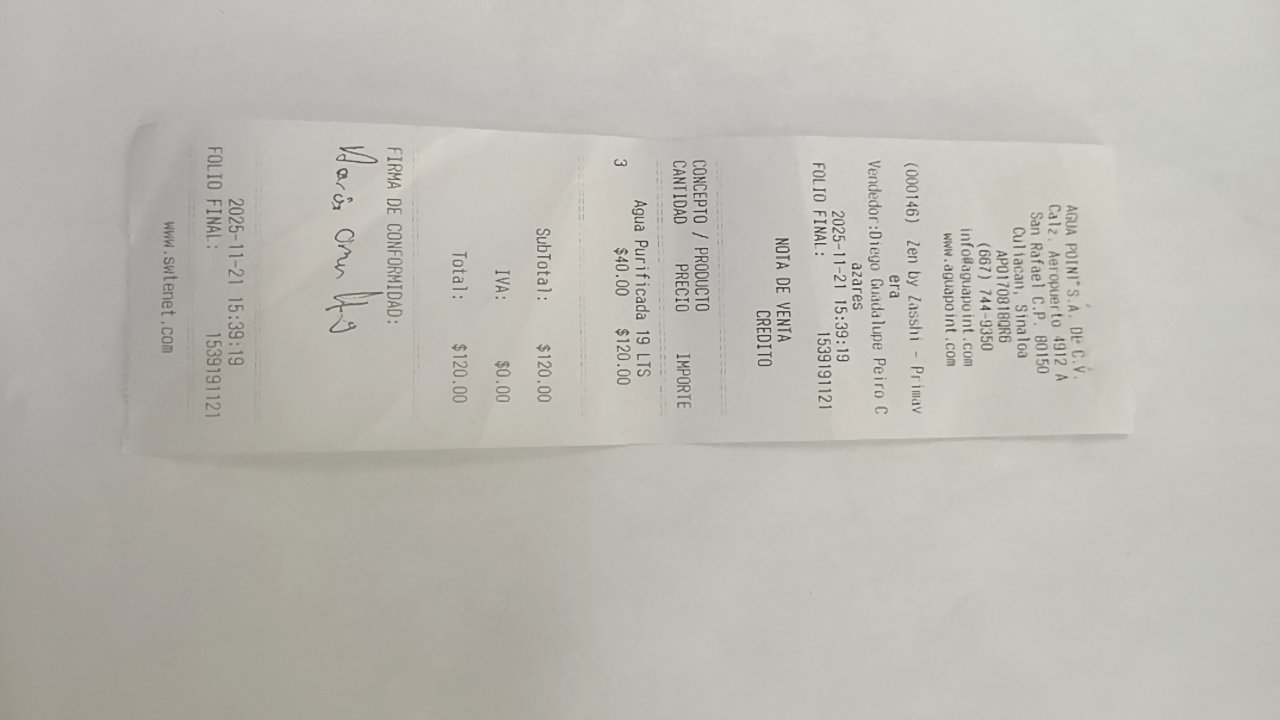 AGUA POINT S.A. DE C.V.
Calz. Aeropuerto 4912 A
San Rafael C.P. 80150
Culiacan, Sinaloa
APO170818QR6
(667) 744-9350
info@aguapoint.com
www.aguapoint.com
(000146) Zen by Zasshi - Primav
era
Vendedor:Diego Guadalupe Peiro C
azares
2025-11-21 15:39:19
FOLIO FINAL: 1539191121
NOTA DE VENTA
CREDITO
CONCEPTO / PRODUCTO
CANTIDAD PRECIO IMPORTE
Agua Purificada 19 LTS
3 $40.00 $120.00
SubTotal: $120.00
IVA: $0.00
Total: $120.00
FIRMA DE CONFORMIDAD:
2025-11-21 15:39:19
FOLIO FINAL: 1539191121
www.swtenet.com